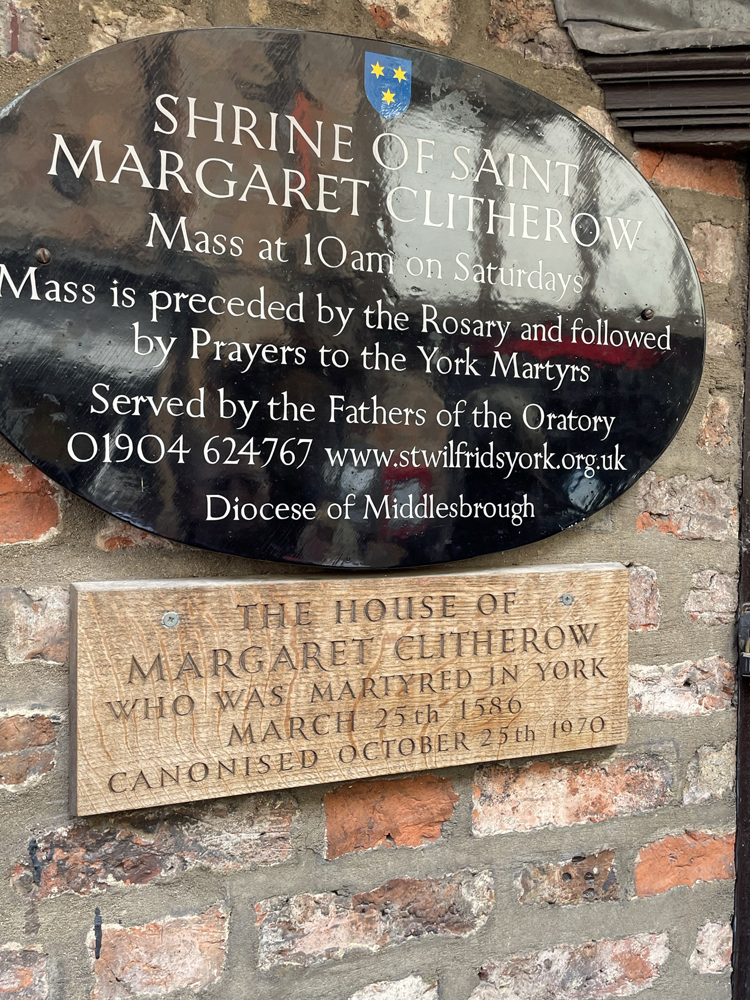 SHRINE OF SAINT
MARGARET CLITHEROW
Mass at 10am on Saturdays
Mass is preceded by the Rosary and followed
by Prayers to the York Martyrs
Served by the Fathers of the Oratory
01904 624767 www.stwilfridsyork.org.uk
Diocese of Middlesbrough
THE HOUSE OF
MARGARET CLITHEROW
WHO WAS MARTYRED IN YORK
MARCH 25th 1586
CANONISED OCTOBER 25th 1970